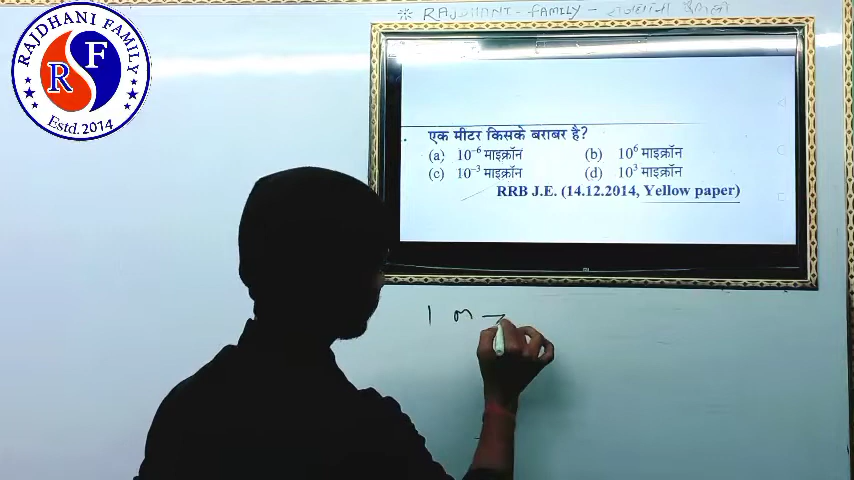 ※ RAJDHANI - FAMILY - राजधानी फैमली
RAJDHANI FAMILY
R F
Estd. 2014
एक मीटर किसके बराबर है?
(a) 10⁻⁶ माइक्रॉन (b) 10⁶ माइक्रॉन
(c) 10⁻³ माइक्रॉन (d) 10³ माइक्रॉन
RRB J.E. (14.12.2014, Yellow paper)
1 m